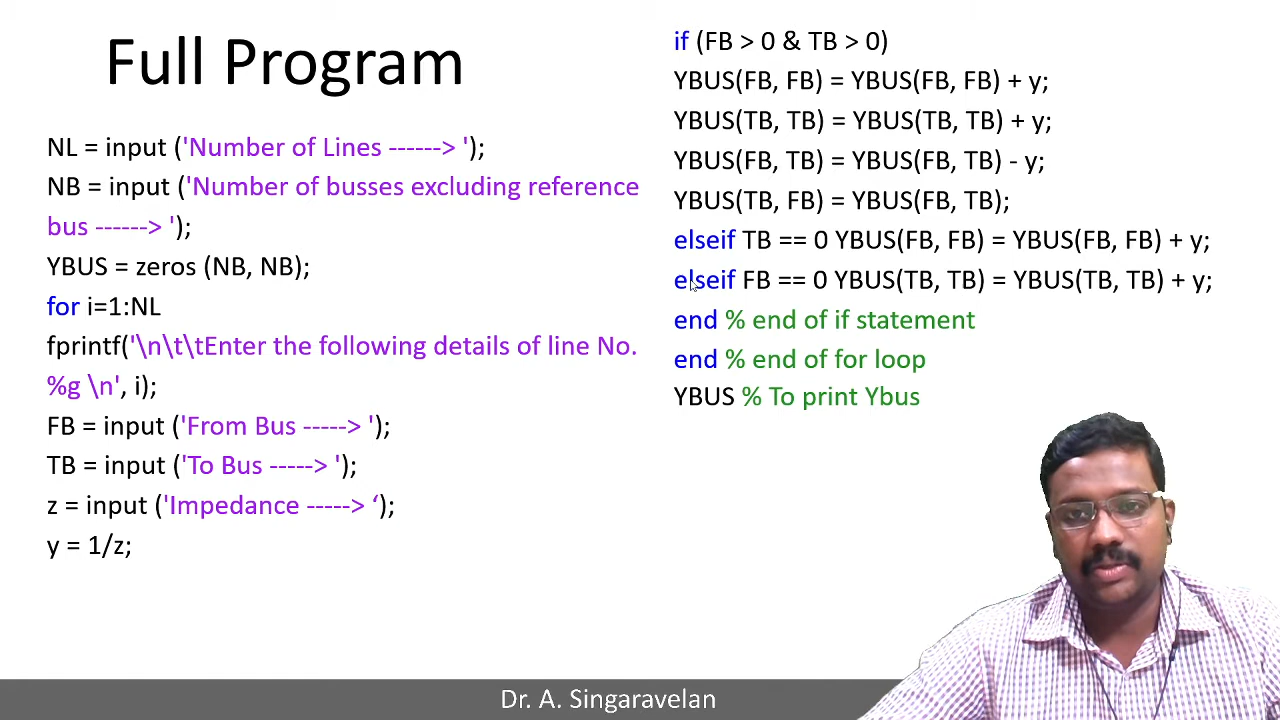 Full Program
NL = input ('Number of Lines ------> ');
NB = input ('Number of busses excluding reference
bus ------> ');
YBUS = zeros (NB, NB);
for i=1:NL
fprintf('\n\t\tEnter the following details of line No.
%g \n', i);
FB = input ('From Bus -----> ');
TB = input ('To Bus -----> ');
z = input ('Impedance -----> ‘);
y = 1/z;
if (FB > 0 & TB > 0)
YBUS(FB, FB) = YBUS(FB, FB) + y;
YBUS(TB, TB) = YBUS(TB, TB) + y;
YBUS(FB, TB) = YBUS(FB, TB) - y;
YBUS(TB, FB) = YBUS(FB, TB);
elseif TB == 0 YBUS(FB, FB) = YBUS(FB, FB) + y;
elseif FB == 0 YBUS(TB, TB) = YBUS(TB, TB) + y;
end % end of if statement
end % end of for loop
YBUS % To print Ybus
Dr. A. Singaravelan